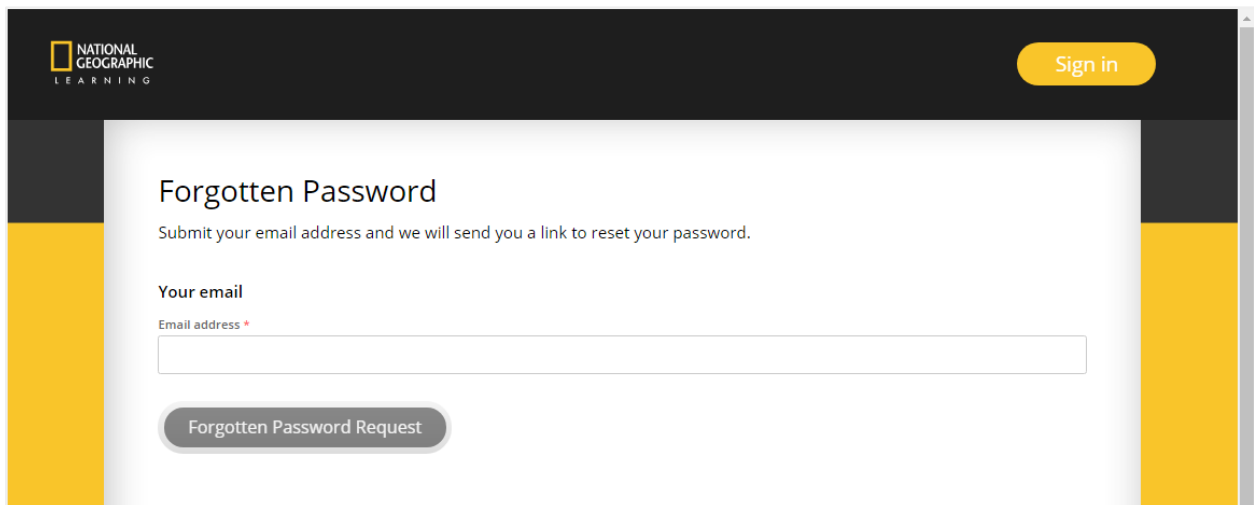 NATIONAL
GEOGRAPHIC
LEARNING
Sign in
Forgotten Password
Submit your email address and we will send you a link to reset your password.
Your email
Email address *
Forgotten Password Request